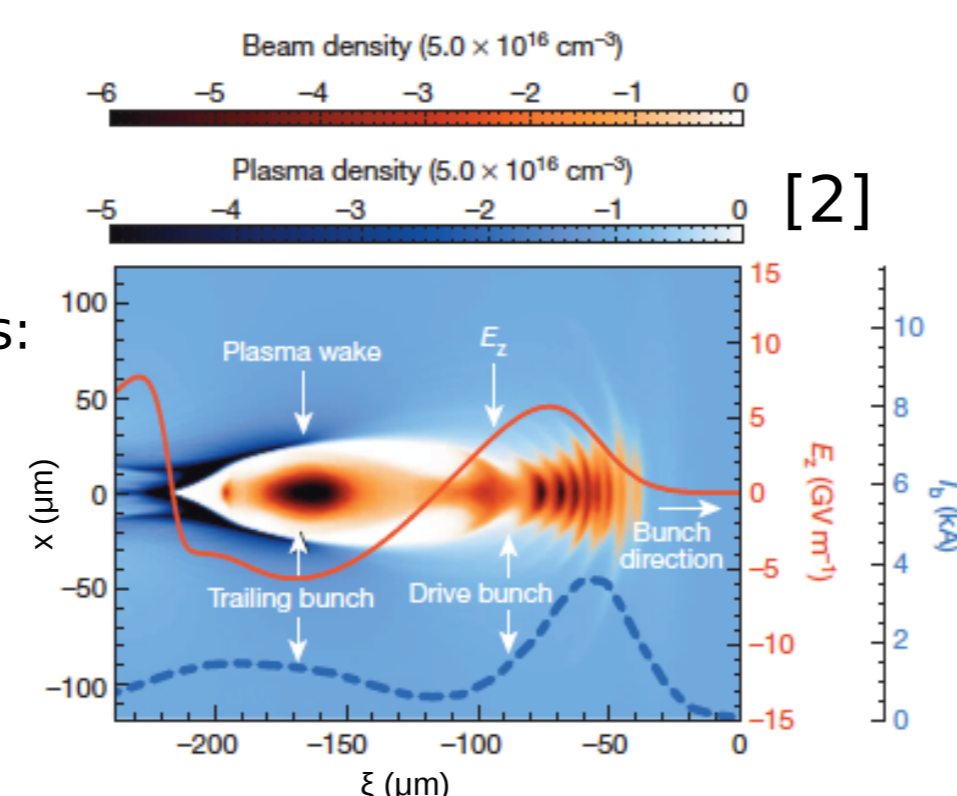 Beam density (5.0 × 10¹⁶ cm⁻³)
−6 −5 −4 −3 −2 −1 0
Plasma density (5.0 × 10¹⁶ cm⁻³)
−5 −4 −3 −2 −1 0
[2]
s:
x (μm)
100
50
0
−50
−100
Plasma wake
E_z
Trailing bunch
Drive bunch
Bunch
direction
15
10
5
0
−5
−10
−15
E_z (GV m⁻¹)
10
8
6
4
2
0
I_b (kA)
−200 −150 −100 −50 0
ξ (μm)